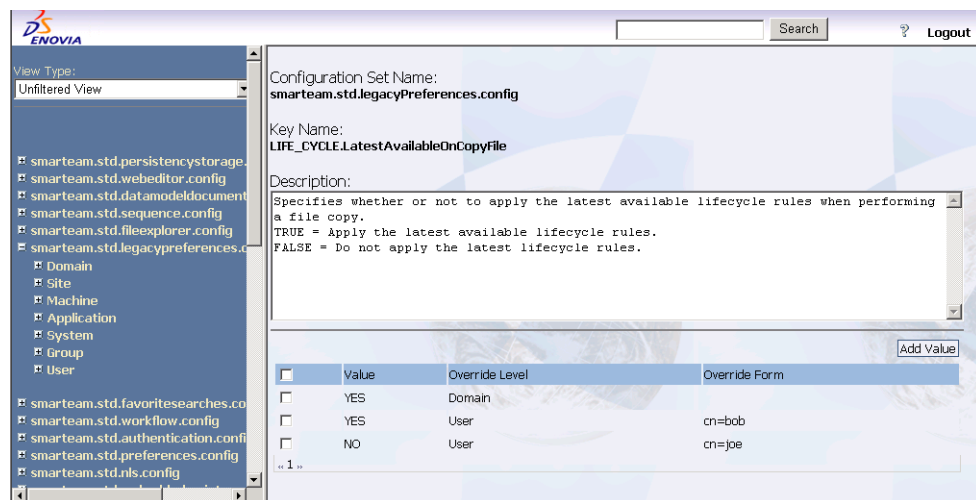 DS
ENOVIA
Search
?
Logout
View Type:
Unfiltered View
smarteam.std.persistencystorage.
smarteam.std.webeditor.config
smarteam.std.datamodeldocument
smarteam.std.sequence.config
smarteam.std.fileexplorer.config
smarteam.std.legacypreferences.c
Domain
Site
Machine
Application
System
Group
User
smarteam.std.favoritesearches.co
smarteam.std.workflow.config
smarteam.std.authentication.confi
smarteam.std.preferences.config
smarteam.std.nls.config
Configuration Set Name:
smarteam.std.legacyPreferences.config
Key Name:
LIFE_CYCLE.LatestAvailableOnCopyFile
Description:
Specifies whether or not to apply the latest available lifecycle rules when performing
a file copy.
TRUE = Apply the latest available lifecycle rules.
FALSE = Do not apply the latest lifecycle rules.
Add Value
Value Override Level Override Form
YES Domain
YES User cn=bob
NO User cn=joe
«1»